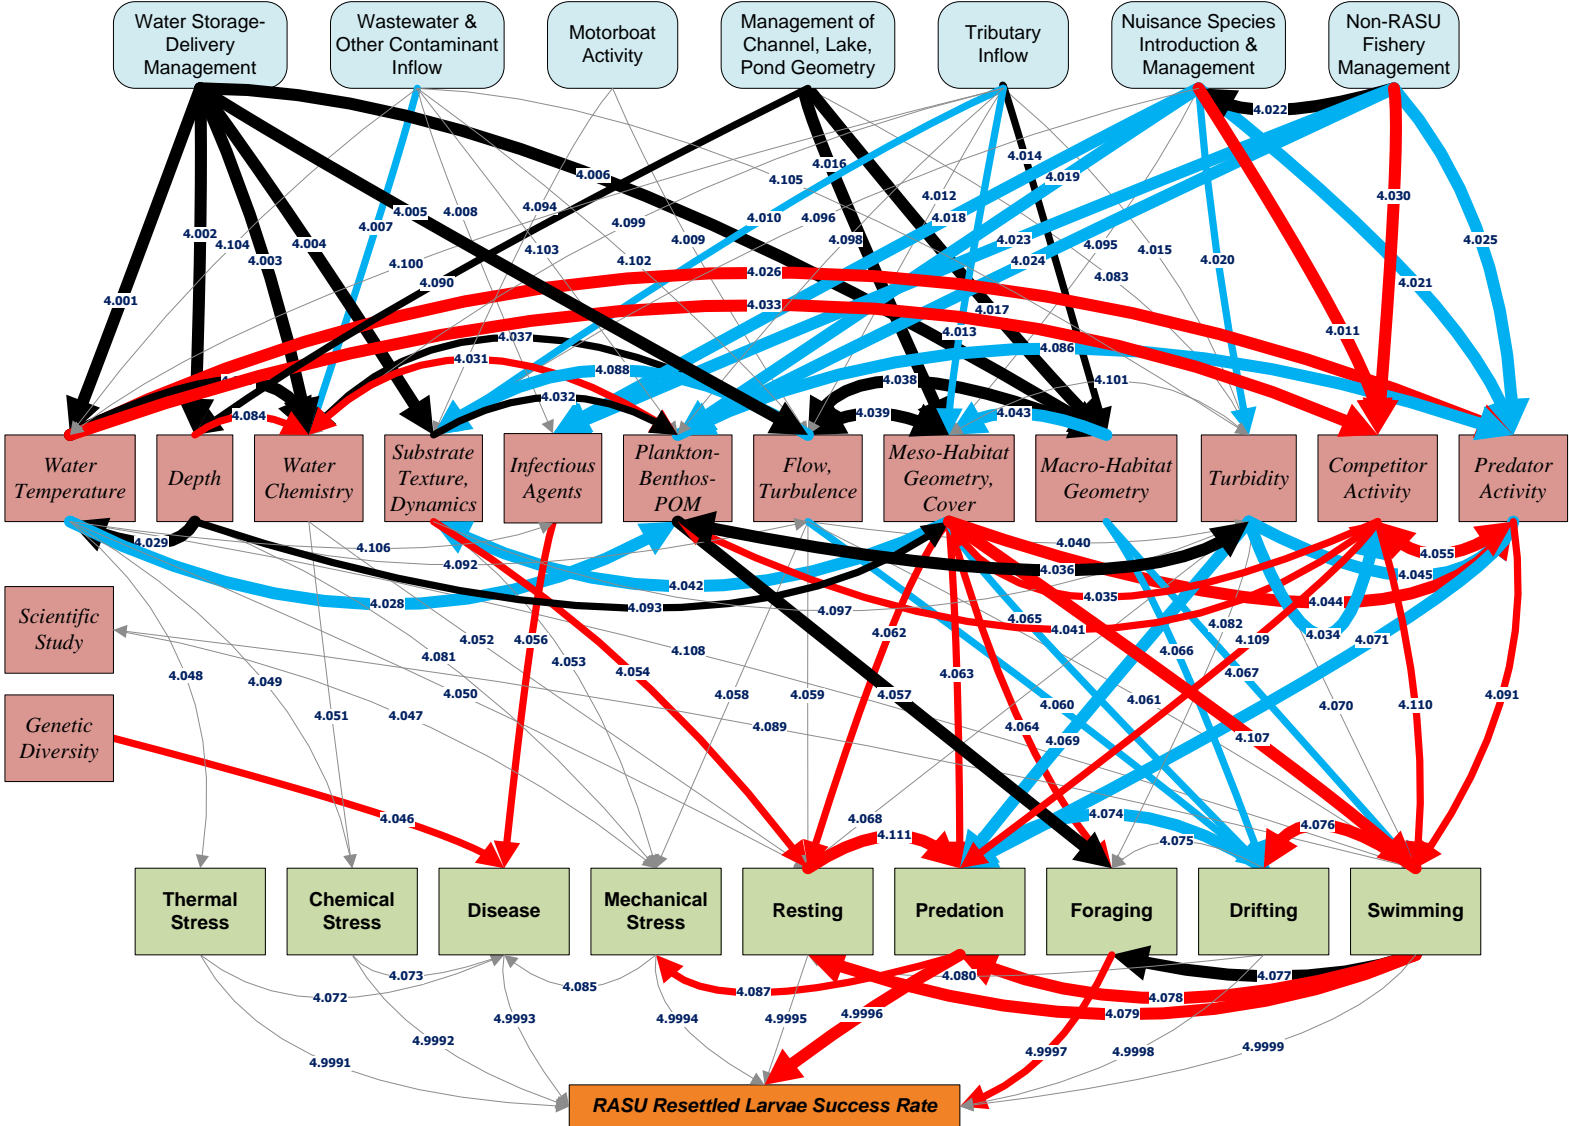 Water Storage-
Delivery
Management
Wastewater &
Other Contaminant
Inflow
Motorboat
Activity
Management of
Channel, Lake,
Pond Geometry
Tributary
Inflow
Nuisance Species
Introduction &
Management
Non-RASU
Fishery
Management
4.022
4.016
4.014
4.006
4.105
4.019
4.030
4.005
4.008
4.094
4.010
4.096
4.012
4.018
4.007
4.099
4.002
4.104
4.004
4.103
4.009
4.098
4.023
4.095
4.015
4.025
4.003
4.100
4.102
4.024
4.020
4.001
4.090
4.026
4.083
4.021
4.033
4.017
4.013
4.011
4.037
4.031
4.086
4.088
4.032
4.038
4.101
4.084
4.039
4.043
Water
Temperature
Depth
Water
Chemistry
Substrate
Texture,
Dynamics
Infectious
Agents
Plankton-
Benthos-
POM
Flow,
Turbulence
Meso-Habitat
Geometry,
Cover
Macro-Habitat
Geometry
Turbidity
Competitor
Activity
Predator
Activity
4.029
4.106
4.092
4.040
4.055
4.036
4.045
4.042
4.028
4.093
4.097
4.035
4.044
Scientific
Study
4.052
4.056
4.062
4.065
4.041
4.082
4.109
4.034
4.071
4.081
4.108
4.053
4.066
4.048
4.049
4.054
4.063
4.067
4.050
4.058
4.059
4.057
4.061
4.091
4.047
4.060
4.070
4.110
4.051
4.089
4.064
4.069
4.107
Genetic
Diversity
4.046
4.068
4.111
4.074
4.075
4.076
Thermal
Stress
Chemical
Stress
Disease
Mechanical
Stress
Resting
Predation
Foraging
Drifting
Swimming
4.073
4.080
4.077
4.072
4.085
4.087
4.078
4.079
4.9993
4.9994
4.9995
4.9996
4.9992
4.9991
4.9997
4.9998
4.9999
RASU Resettled Larvae Success Rate